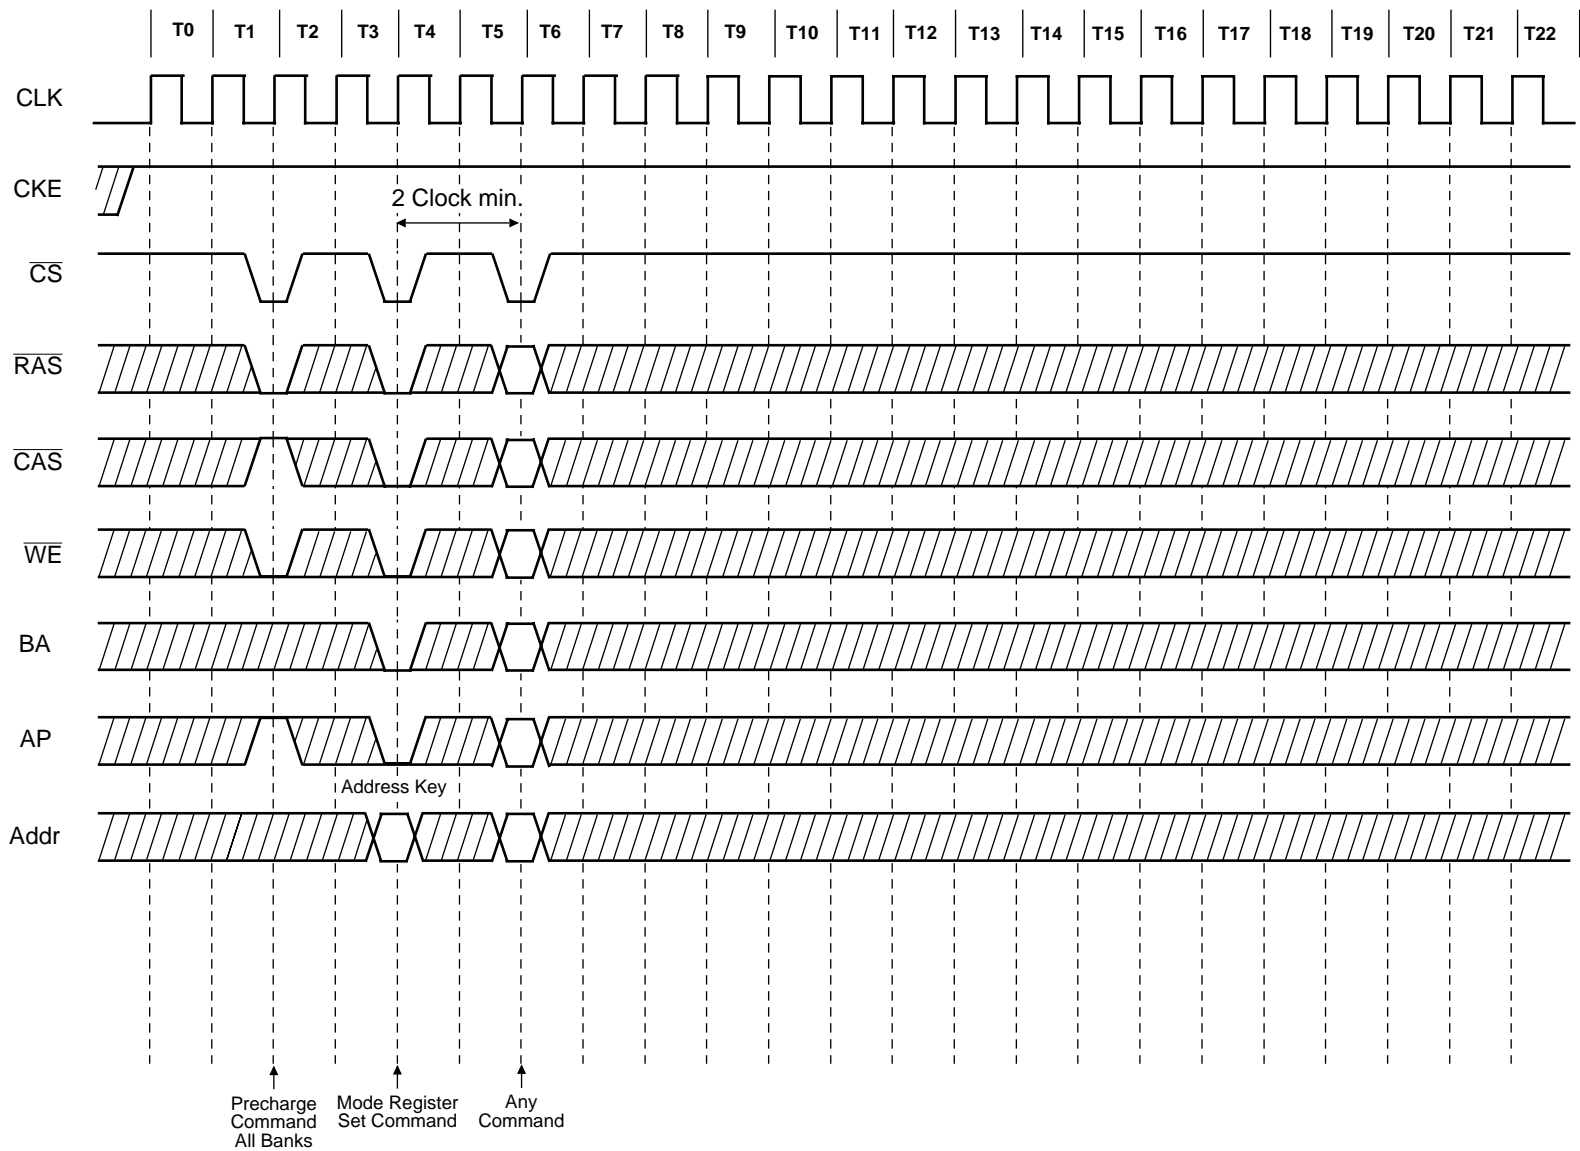 T0 T1 T2 T3 T4 T5 T6 T7 T8 T9 T10 T11 T12 T13 T14 T15 T16 T17 T18 T19 T20 T21 T22
CLK
CKE
2 Clock min.
CS
RAS
CAS
WE
BA
AP
Address Key
Addr
Precharge
Command
All Banks
Mode Register
Set Command
Any
Command